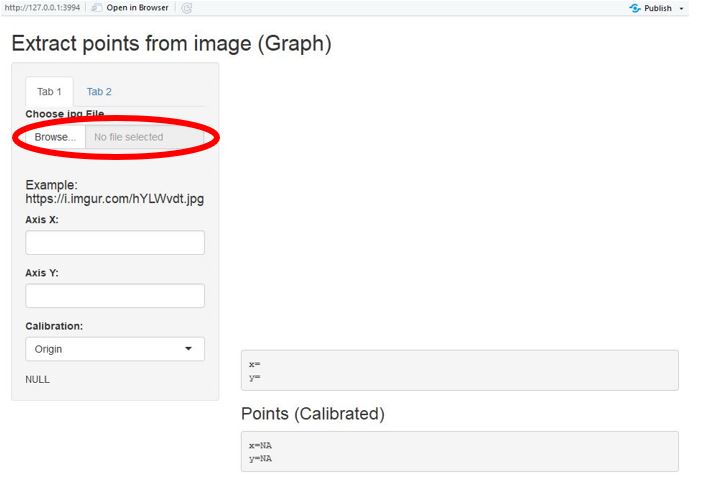 http://127.0.0.1:3994 Open in Browser Publish
Extract points from image (Graph)
Tab 1 Tab 2
Choose jpg File
Browse... No file selected
Example:
https://i.imgur.com/hYLWvdt.jpg
Axis X:
Axis Y:
Calibration:
Origin
NULL
x=
y=
Points (Calibrated)
x=NA
y=NA